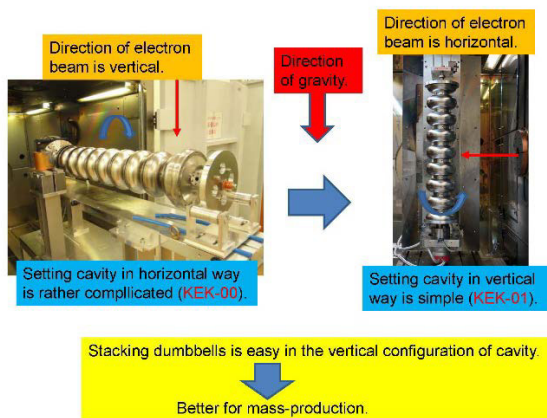 Direction of electron
beam is vertical.
Direction
of gravity.
Direction of electron
beam is horizontal.
Setting cavity in horizontal way
is rather compllicated (KEK-00).
Setting cavity in vertical
way is simple (KEK-01).
Stacking dumbbells is easy in the vertical configuration of cavity.
Better for mass-production.